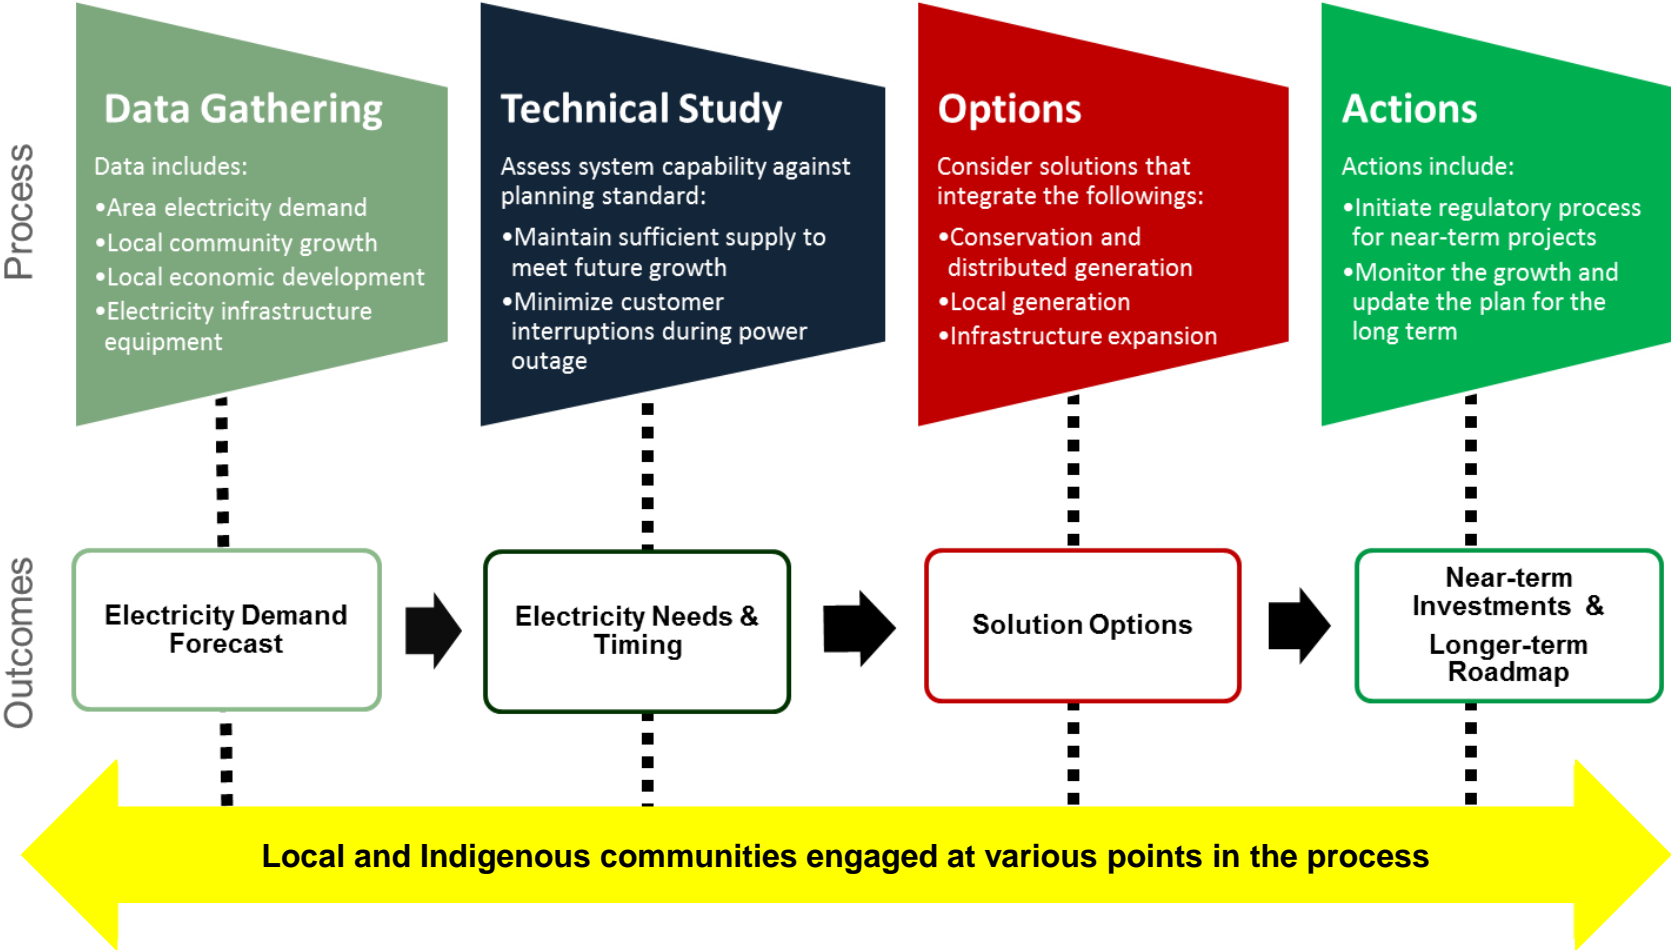 Process
Data Gathering
Data includes:
•Area electricity demand
•Local community growth
•Local economic development
•Electricity infrastructure
equipment
Technical Study
Assess system capability against
planning standard:
•Maintain sufficient supply to
meet future growth
•Minimize customer
interruptions during power
outage
Options
Consider solutions that
integrate the followings:
•Conservation and
distributed generation
•Local generation
•Infrastructure expansion
Actions
Actions include:
•Initiate regulatory process
for near-term projects
•Monitor the growth and
update the plan for the
long term
Outcomes
Electricity Demand
Forecast
Electricity Needs &
Timing
Solution Options
Near-term
Investments &
Longer-term
Roadmap
Local and Indigenous communities engaged at various points in the process